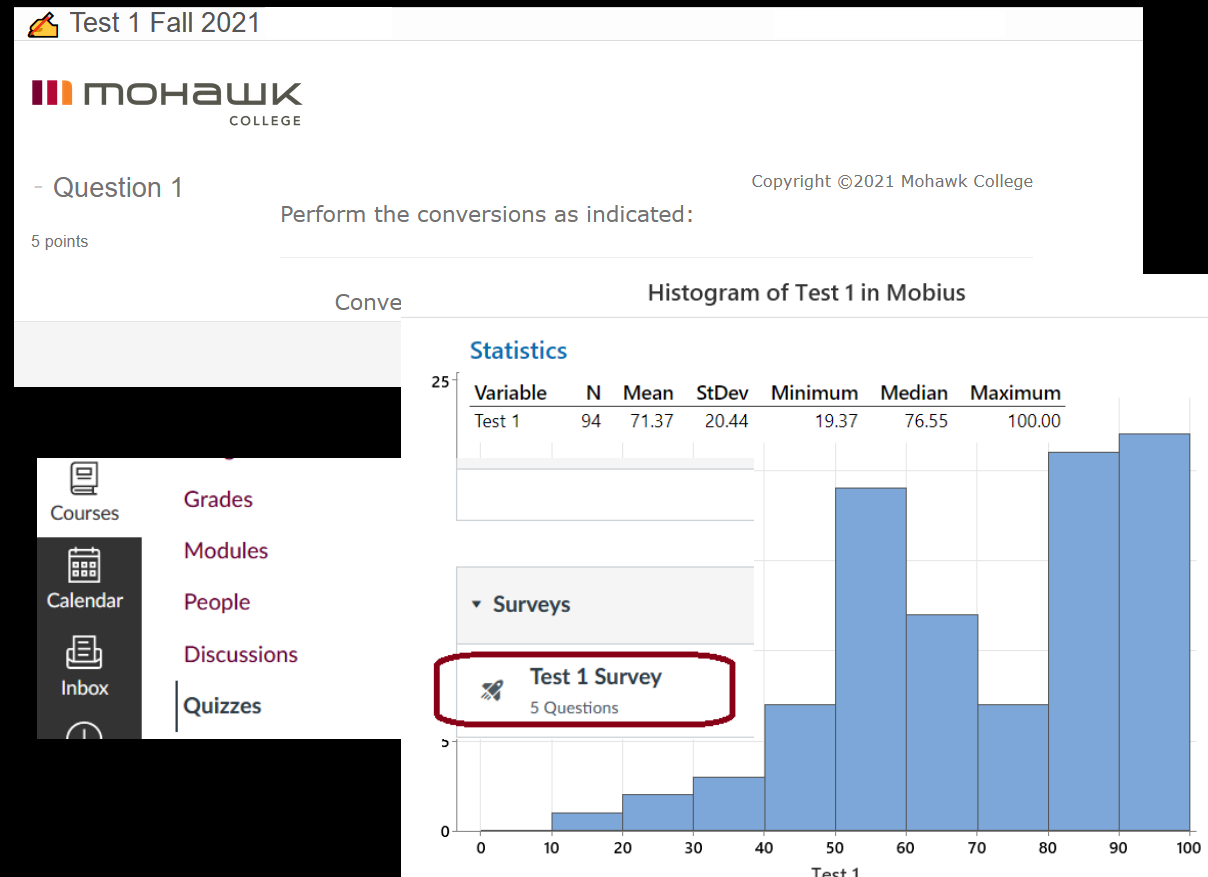 Test 1 Fall 2021
mohawk
COLLEGE
- Question 1
Copyright ©2021 Mohawk College
Perform the conversions as indicated:
5 points
Conve
Histogram of Test 1 in Mobius
Statistics
25
Variable N Mean StDev Minimum Median Maximum
Test 1 94 71.37 20.44 19.37 76.55 100.00
Courses
Grades
Modules
Calendar
People
Surveys
Discussions
Test 1 Survey
Inbox
5 Questions
Quizzes
5
0
0 10 20 30 40 50 60 70 80 90 100
Test 1